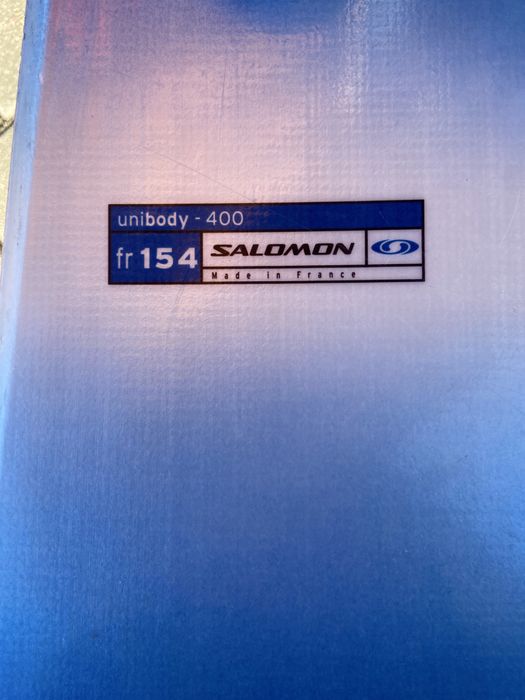 unibody - 400
fr 154
SALOMON
Made in France